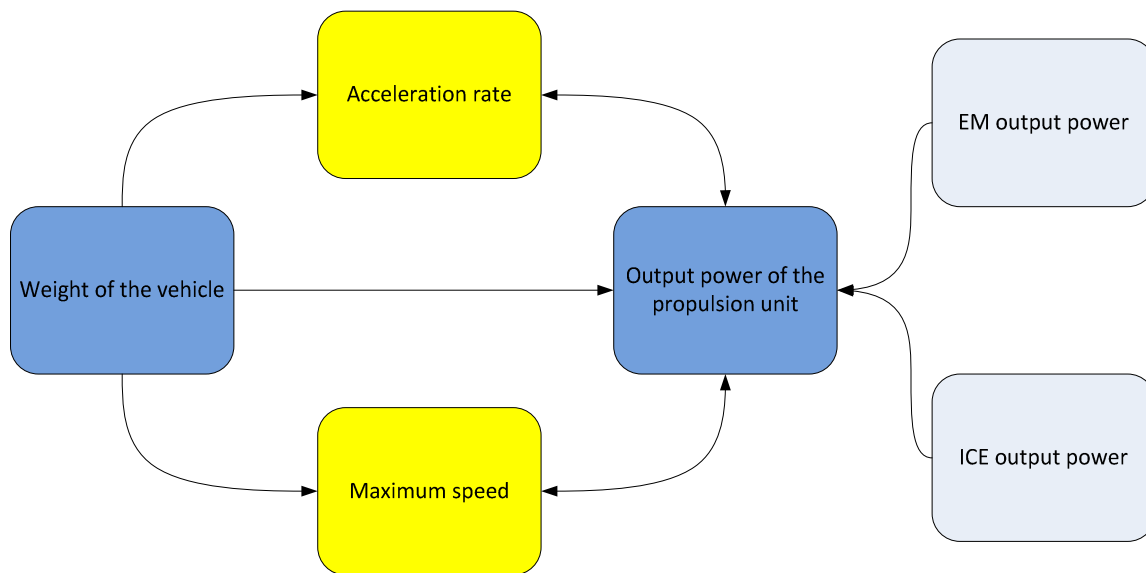 Acceleration rate
EM output power
Weight of the vehicle
Output power of the
propulsion unit
Maximum speed
ICE output power